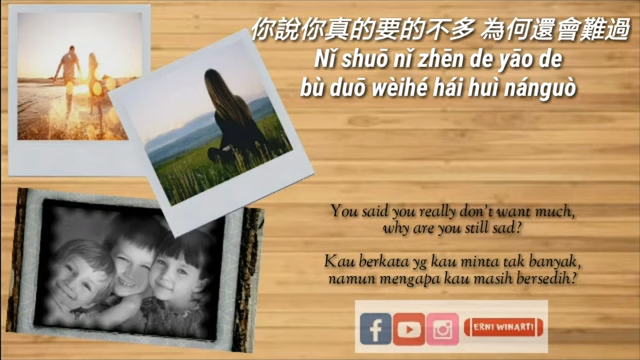 你說你真的要的不多 為何還會難過
Nǐ shuō nǐ zhēn de yāo de
bù duō wèihé hái huì nánguò
You said you really don't want much,
why are you still sad?
Kau berkata yg kau minta tak banyak,
namun mengapa kau masih bersedih?
ERNI WINARTI